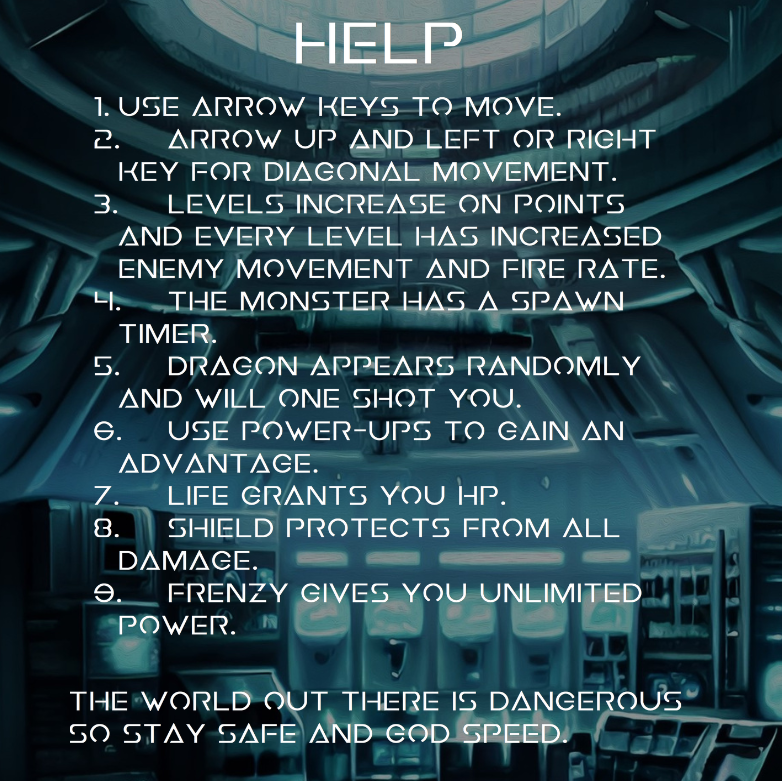 HELP
1. USE ARROW KEYS TO MOVE.
2. ARROW UP AND LEFT OR RIGHT
KEY FOR DIAGONAL MOVEMENT.
3. LEVELS INCREASE ON POINTS
AND EVERY LEVEL HAS INCREASED
ENEMY MOVEMENT AND FIRE RATE.
4. THE MONSTER HAS A SPAWN
TIMER.
5. DRAGON APPEARS RANDOMLY
AND WILL ONE SHOT YOU.
6. USE POWER-UPS TO GAIN AN
ADVANTAGE.
7. LIFE GRANTS YOU HP.
8. SHIELD PROTECTS FROM ALL
DAMAGE.
9. FRENZY GIVES YOU UNLIMITED
POWER.
THE WORLD OUT THERE IS DANGEROUS
SO STAY SAFE AND GOD SPEED.